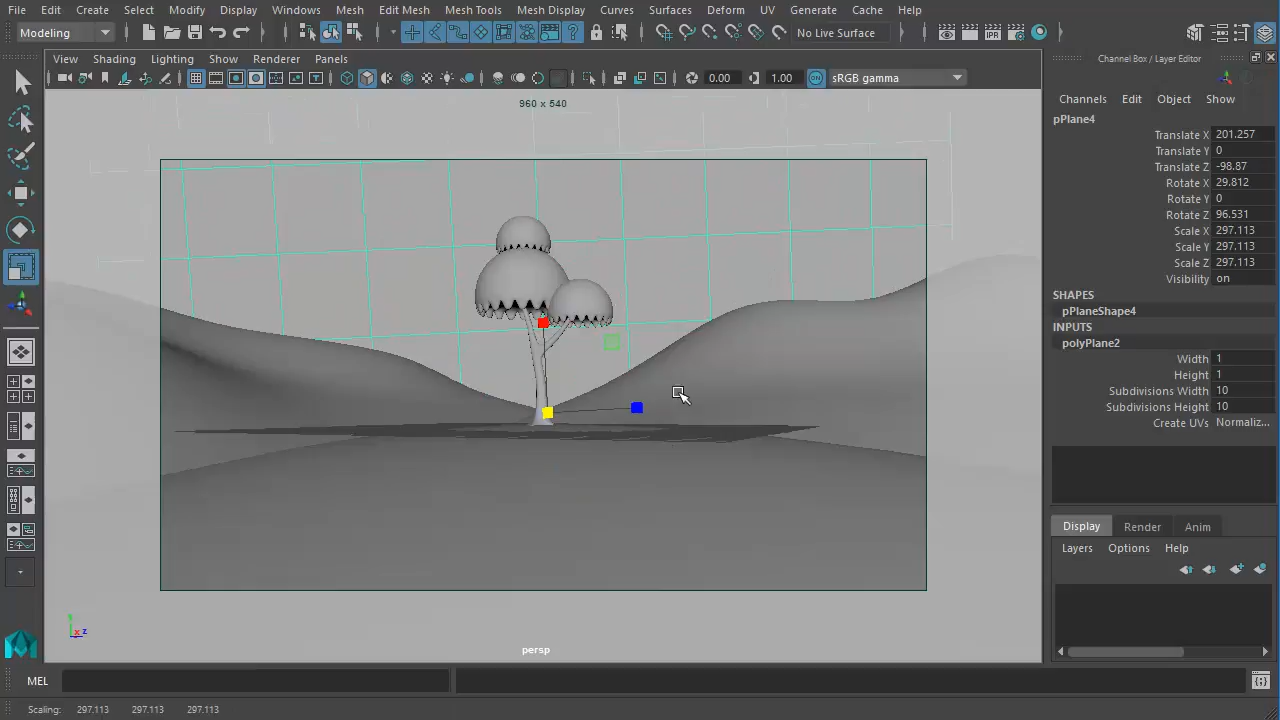 File Edit Create Select Modify Display Windows Mesh Edit Mesh Mesh Tools Mesh Display Curves Surfaces Deform UV Generate Cache Help
Modeling No Live Surface IPR
View Shading Lighting Show Renderer Panels
0.00 1.00 ON sRGB gamma
960 x 540
persp
Channel Box / Layer Editor
Channels Edit Object Show
pPlane4
Translate X 201.257
Translate Y 0
Translate Z -98.87
Rotate X 29.812
Rotate Y 0
Rotate Z 96.531
Scale X 297.113
Scale Y 297.113
Scale Z 297.113
Visibility on
SHAPES
pPlaneShape4
INPUTS
polyPlane2
Width 1
Height 1
Subdivisions Width 10
Subdivisions Height 10
Create UVs Normaliz...
Display Render Anim
Layers Options Help
MEL
Scaling: 297.113 297.113 297.113